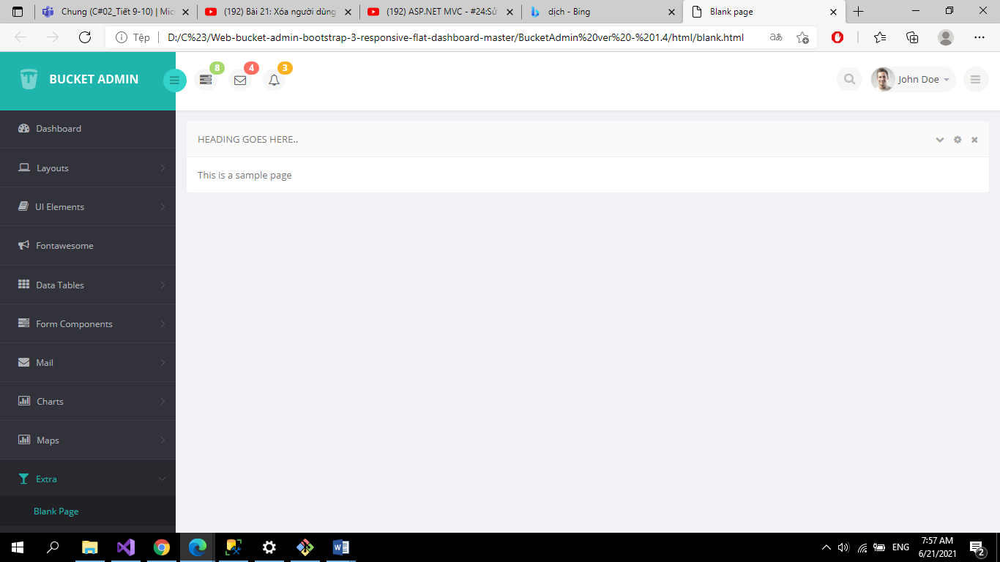 Chung (C#02_Tiết 9-10) | Mic
(192) Bài 21: Xóa người dùng
(192) ASP.NET MVC - #24:Sử
dịch - Bing
Blank page
Tệp
D:/C%23/Web-bucket-admin-bootstrap-3-responsive-flat-dashboard-master/BucketAdmin%20ver%20-%201.4/html/blank.html
BUCKET ADMIN
8
4
3
John Doe
Dashboard
Layouts
UI Elements
Fontawesome
Data Tables
Form Components
Mail
Charts
Maps
Extra
Blank Page
HEADING GOES HERE..
This is a sample page
ENG
7:57 AM
6/21/2021
2